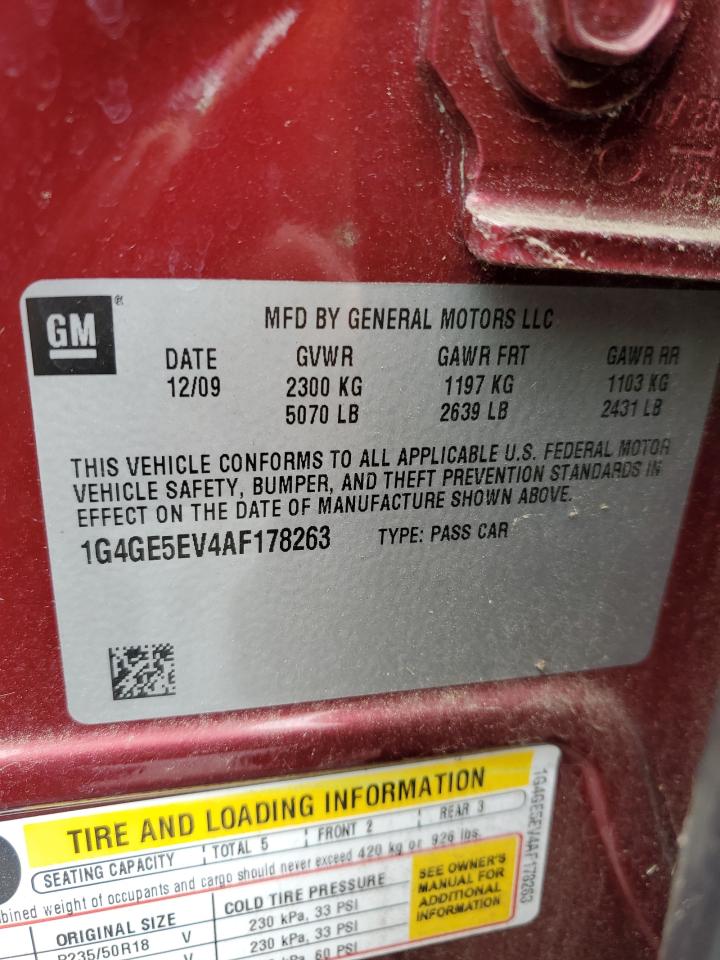 GM®
MFD BY GENERAL MOTORS LLC
DATE GVWR GAWR FRT GAWR RR
12/09 2300 KG 1197 KG 1103 KG
5070 LB 2639 LB 2431 LB
THIS VEHICLE CONFORMS TO ALL APPLICABLE U.S. FEDERAL MOTOR
VEHICLE SAFETY, BUMPER, AND THEFT PREVENTION STANDARDS IN
EFFECT ON THE DATE OF MANUFACTURE SHOWN ABOVE.
1G4GE5EV4AF178263 TYPE: PASS CAR
TIRE AND LOADING INFORMATION
SEATING CAPACITY TOTAL 5 FRONT 2 REAR 3
bined weight of occupants and cargo should never exceed 420 kg or 926 lbs.
ORIGINAL SIZE COLD TIRE PRESSURE
P235/50R18 V 230 kPa, 33 PSI
V 230 kPa, 33 PSI
kPa, 60 PSI
SEE OWNER'S
MANUAL FOR
ADDITIONAL
INFORMATION
1G4GE5EV4AF178263